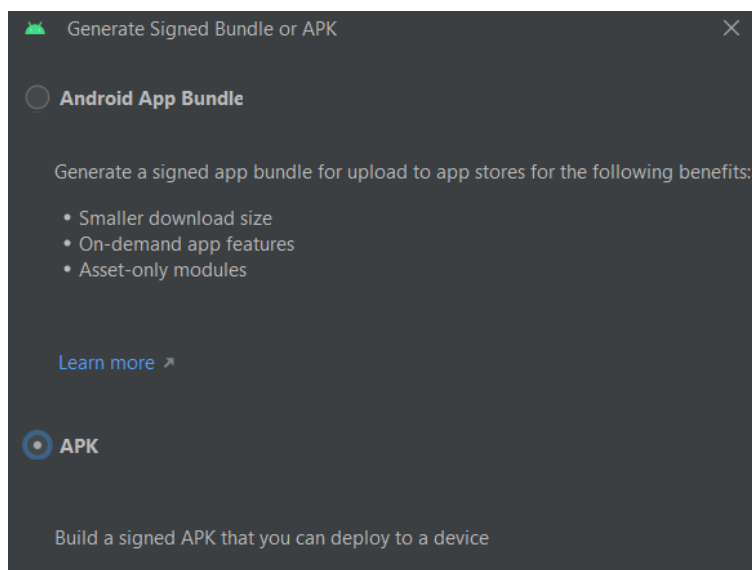 Generate Signed Bundle or APK
Android App Bundle
Generate a signed app bundle for upload to app stores for the following benefits:
• Smaller download size
• On-demand app features
• Asset-only modules
Learn more ↗
APK
Build a signed APK that you can deploy to a device